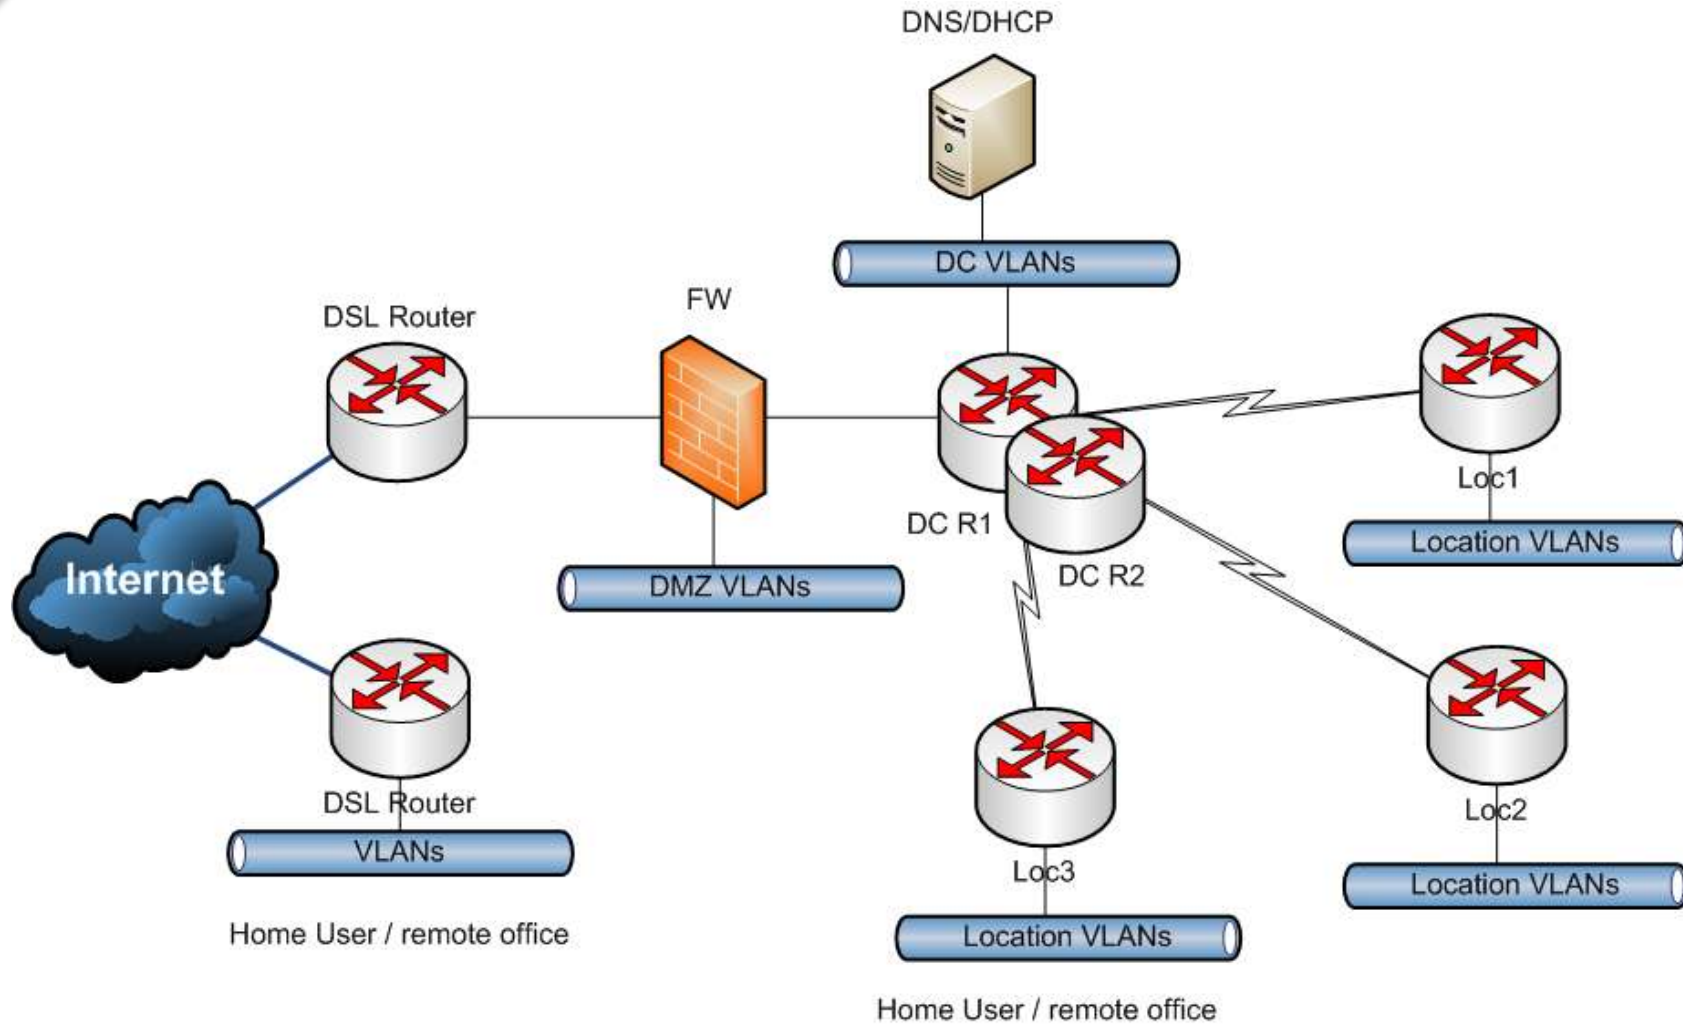 DNS/DHCP
DC VLANs
FW
DSL Router
Loc1
DC R1
Location VLANs
DC R2
Internet
DMZ VLANs
DSL Router
Loc2
VLANs
Loc3
Location VLANs
Home User / remote office
Location VLANs
Home User / remote office